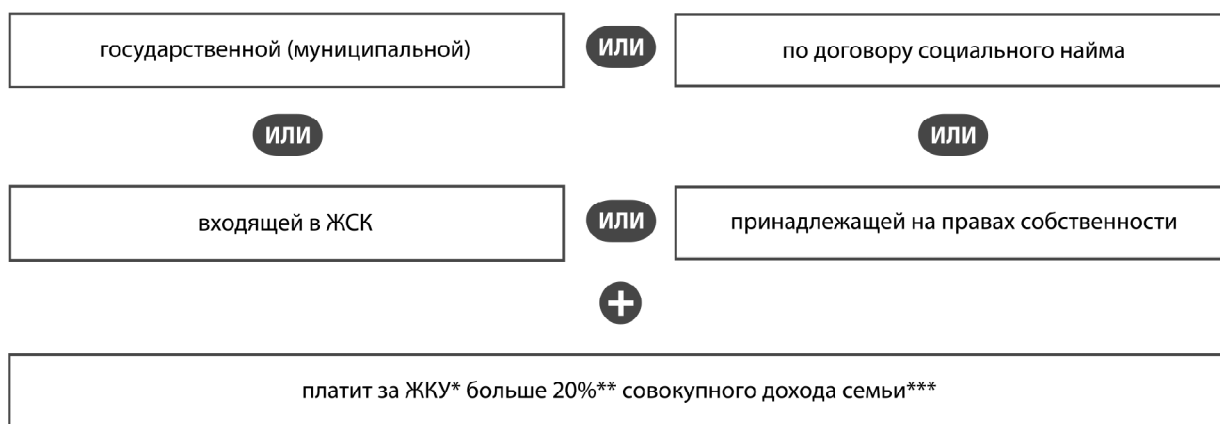 государственной (муниципальной) ИЛИ по договору социального найма
ИЛИ ИЛИ
входящей в ЖСК ИЛИ принадлежащей на правах собственности
+
платит за ЖКУ* больше 20%** совокупного дохода семьи***